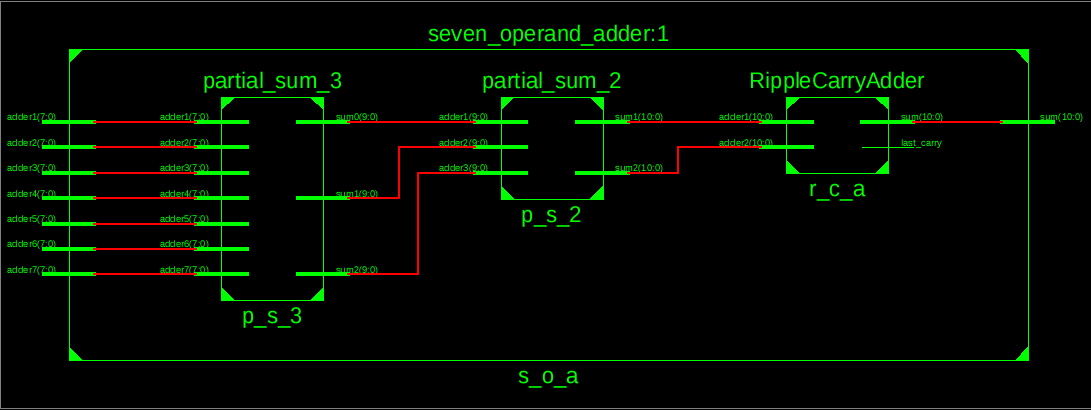 seven_operand_adder:1
partial_sum_3
partial_sum_2
RippleCarryAdder
adder1(7:0)
adder1(7:0)
sum0(9:0)
adder1(9:0)
sum1(10:0)
adder1(10:0)
sum(10:0)
sum(10:0)
adder2(7:0)
adder2(7:0)
adder2(9:0)
adder2(10:0)
last_carry
adder3(7:0)
adder3(7:0)
adder3(9:0)
sum2(10:0)
adder4(7:0)
adder4(7:0)
sum1(9:0)
r_c_a
adder5(7:0)
adder5(7:0)
p_s_2
adder6(7:0)
adder6(7:0)
adder7(7:0)
adder7(7:0)
sum2(9:0)
p_s_3
s_o_a